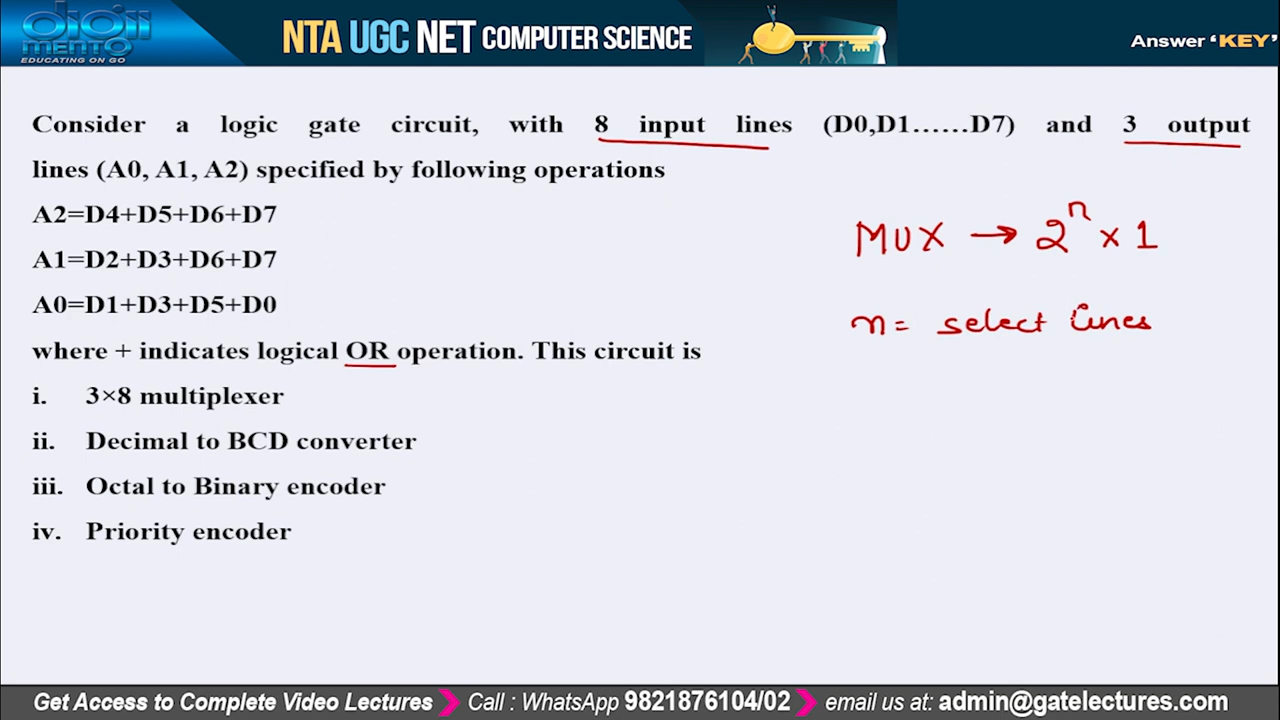 digii
MENTO
EDUCATING ON GO
NTA UGC NET COMPUTER SCIENCE
Answer ‘KEY’
Consider a logic gate circuit, with 8 input lines (D0,D1......D7) and 3 output
lines (A0, A1, A2) specified by following operations
A2=D4+D5+D6+D7
A1=D2+D3+D6+D7
A0=D1+D3+D5+D0
where + indicates logical OR operation. This circuit is
i. 3×8 multiplexer
ii. Decimal to BCD converter
iii. Octal to Binary encoder
iv. Priority encoder
MUX → 2ⁿ × 1
n = select lines
Get Access to Complete Video Lectures Call : WhatsApp 9821876104/02 email us at: admin@gatelectures.com